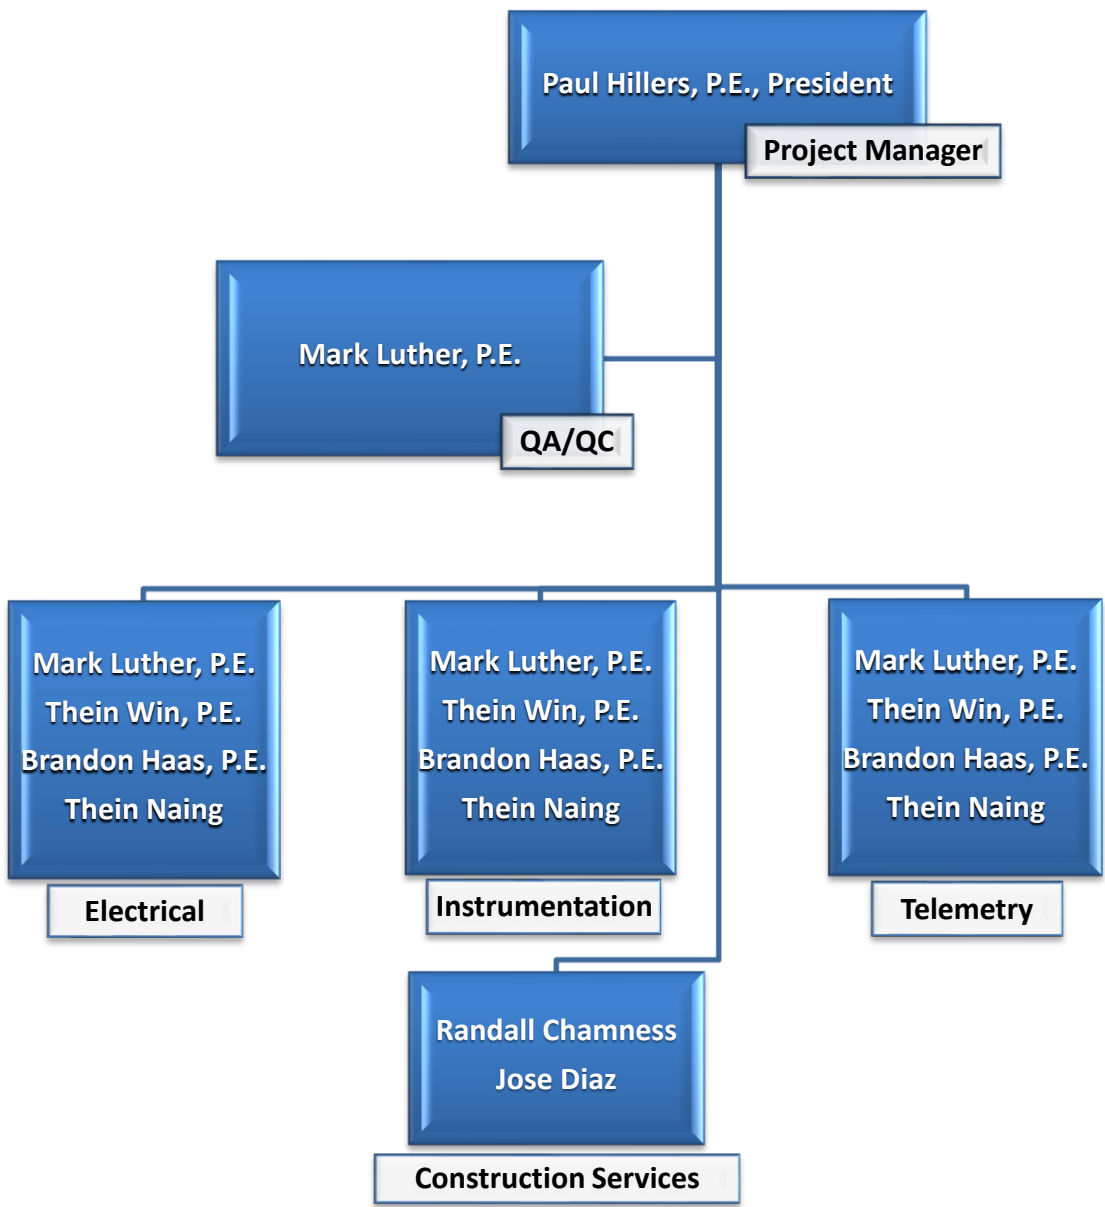 Paul Hillers, P.E., President
Project Manager
Mark Luther, P.E.
QA/QC
Mark Luther, P.E.
Thein Win, P.E.
Brandon Haas, P.E.
Thein Naing
Electrical
Mark Luther, P.E.
Thein Win, P.E.
Brandon Haas, P.E.
Thein Naing
Instrumentation
Mark Luther, P.E.
Thein Win, P.E.
Brandon Haas, P.E.
Thein Naing
Telemetry
Randall Chamness
Jose Diaz
Construction Services